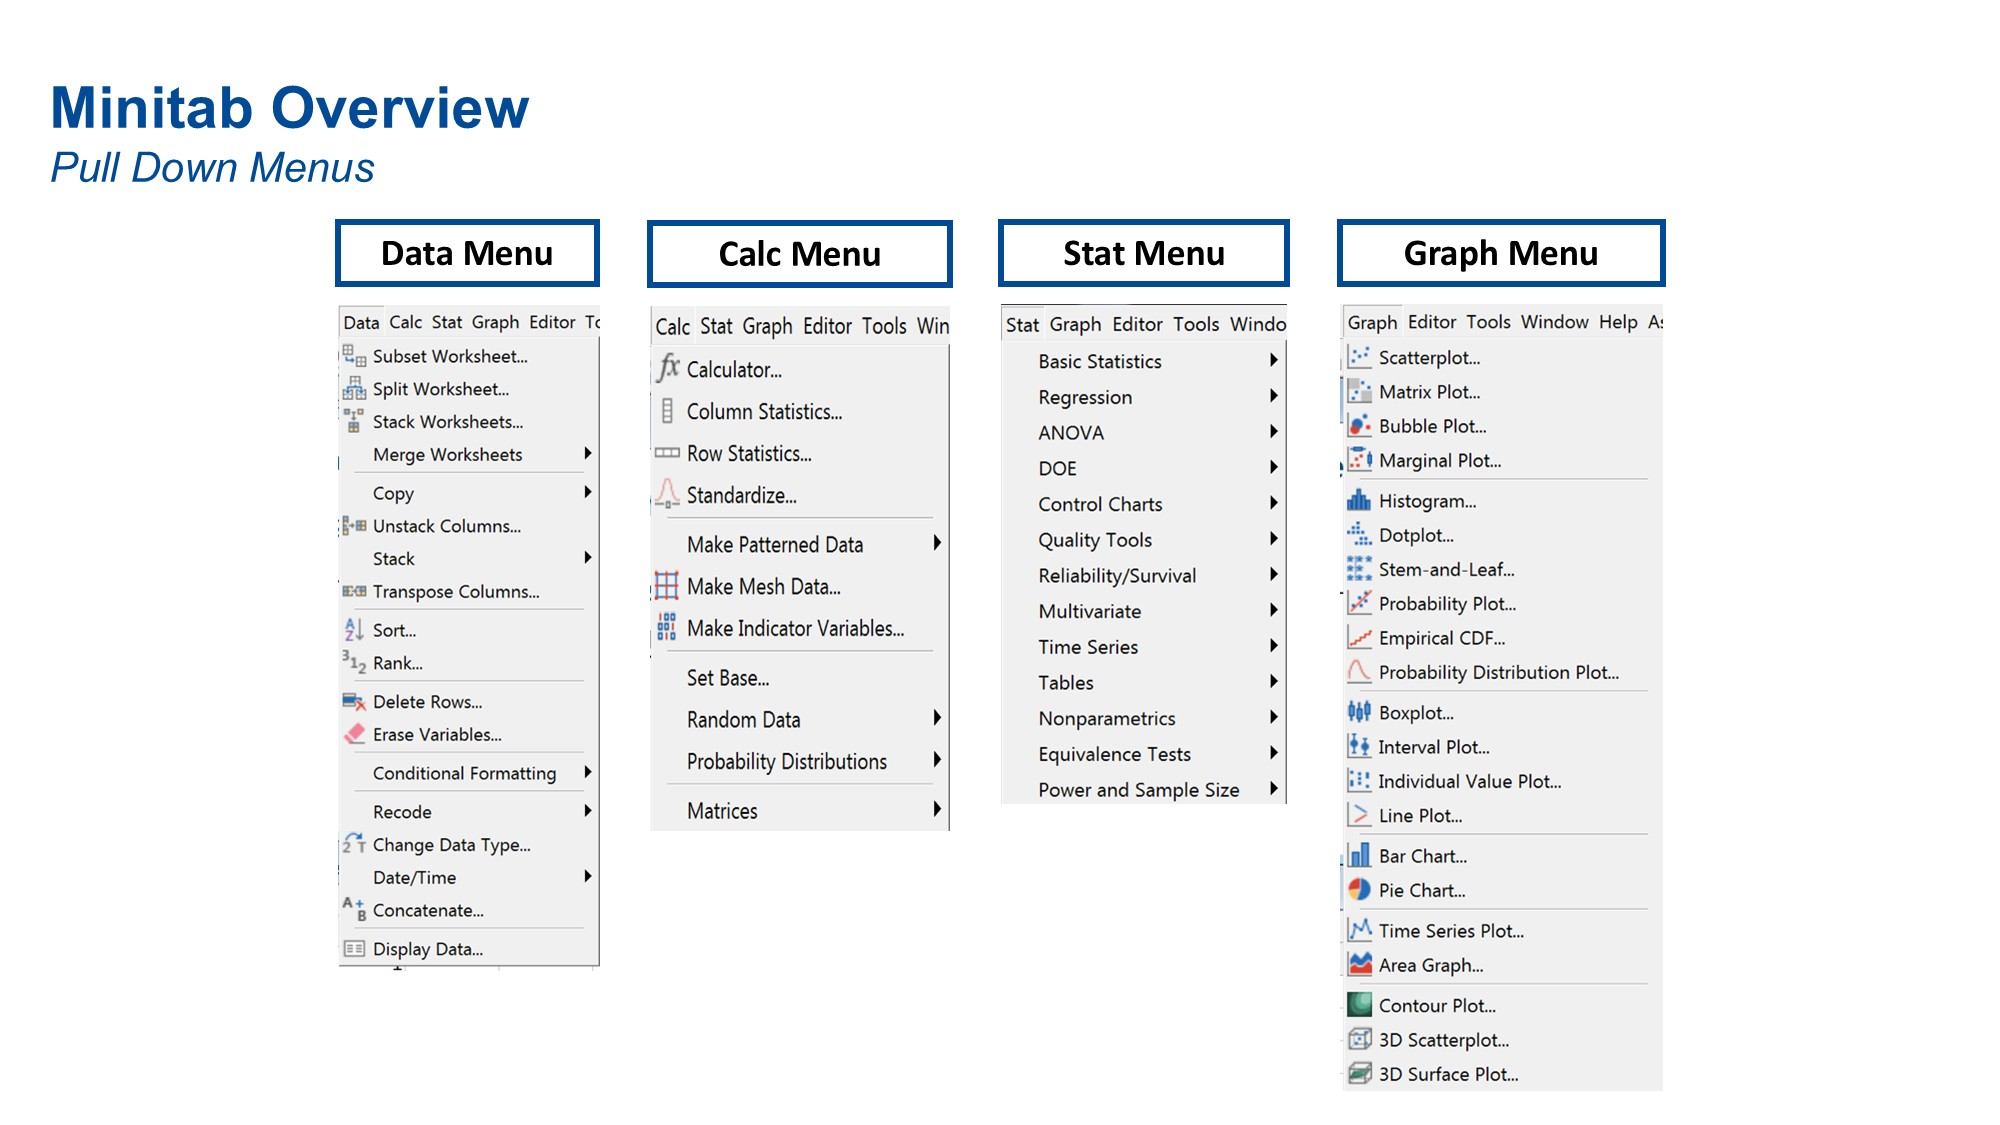 Minitab Overview
Pull Down Menus
Data Menu
Data Calc Stat Graph Editor
Subset Worksheet...
Split Worksheet...
Stack Worksheets...
Merge Worksheets
Copy
Unstack Columns...
Stack
Transpose Columns...
Sort...
Rank...
Delete Rows...
Erase Variables...
Conditional Formatting
Recode
Change Data Type...
Date/Time
Concatenate...
Display Data...
Calc Menu
Calc Stat Graph Editor Tools Win
Calculator...
Column Statistics...
Row Statistics...
Standardize...
Make Patterned Data
Make Mesh Data...
Make Indicator Variables...
Set Base...
Random Data
Probability Distributions
Matrices
Stat Menu
Stat Graph Editor Tools Windo
Basic Statistics
Regression
ANOVA
DOE
Control Charts
Quality Tools
Reliability/Survival
Multivariate
Time Series
Tables
Nonparametrics
Equivalence Tests
Power and Sample Size
Graph Menu
Graph Editor Tools Window Help
Scatterplot...
Matrix Plot...
Bubble Plot...
Marginal Plot...
Histogram...
Dotplot...
Stem-and-Leaf...
Probability Plot...
Empirical CDF...
Probability Distribution Plot...
Boxplot...
Interval Plot...
Individual Value Plot...
Line Plot...
Bar Chart...
Pie Chart...
Time Series Plot...
Area Graph...
Contour Plot...
3D Scatterplot...
3D Surface Plot...